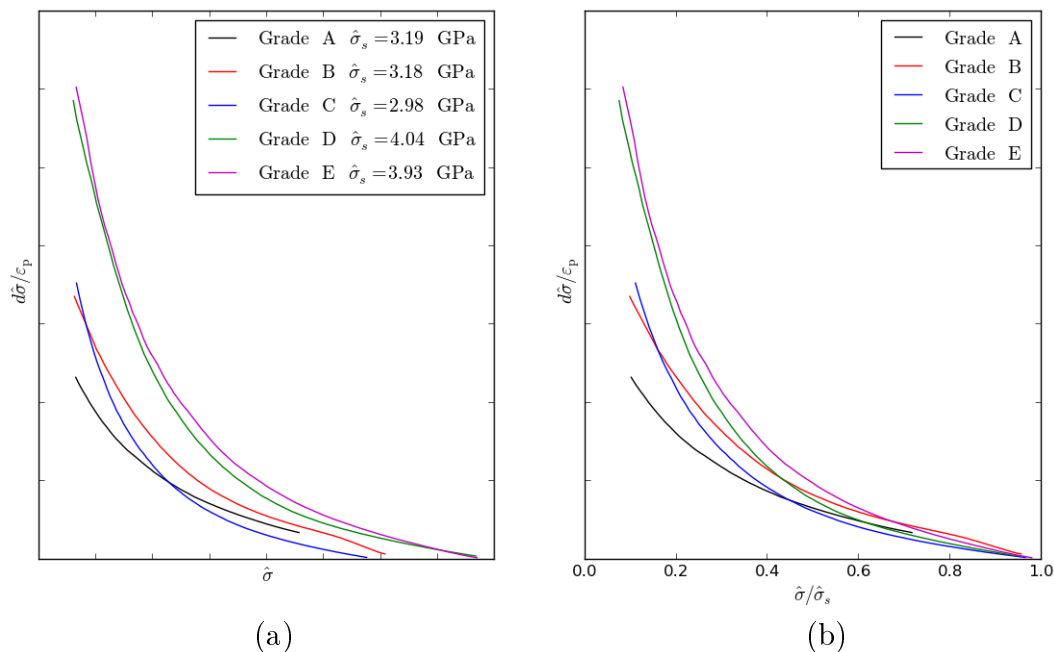 Grade A σ̂ₛ=3.19 GPa
Grade B σ̂ₛ=3.18 GPa
Grade C σ̂ₛ=2.98 GPa
Grade D σ̂ₛ=4.04 GPa
Grade E σ̂ₛ=3.93 GPa
dσ̂/εₚ
σ̂
(a)
Grade A
Grade B
Grade C
Grade D
Grade E
dσ̂/εₚ
0.0 0.2 0.4 0.6 0.8 1.0
σ̂/σ̂ₛ
(b)